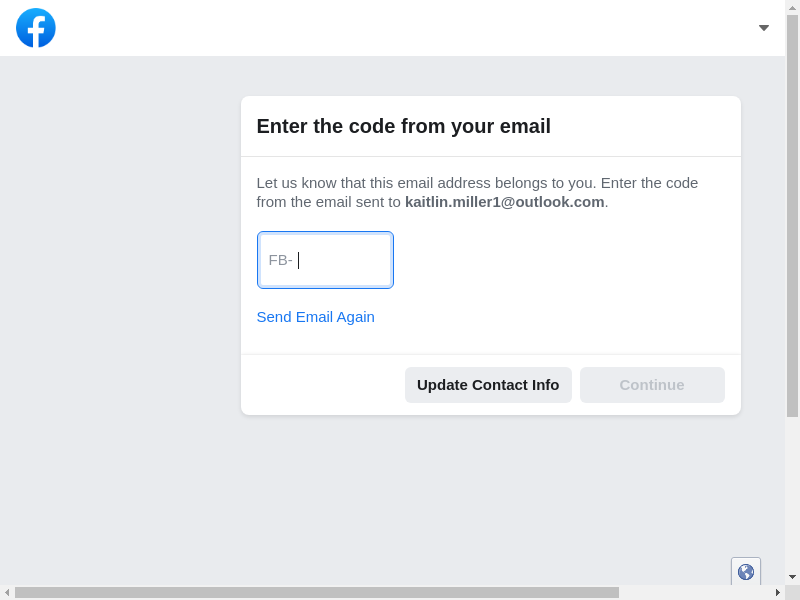 Enter the code from your email
Let us know that this email address belongs to you. Enter the code
from the email sent to kaitlin.miller1@outlook.com.
FB-
Send Email Again
Update Contact Info
Continue